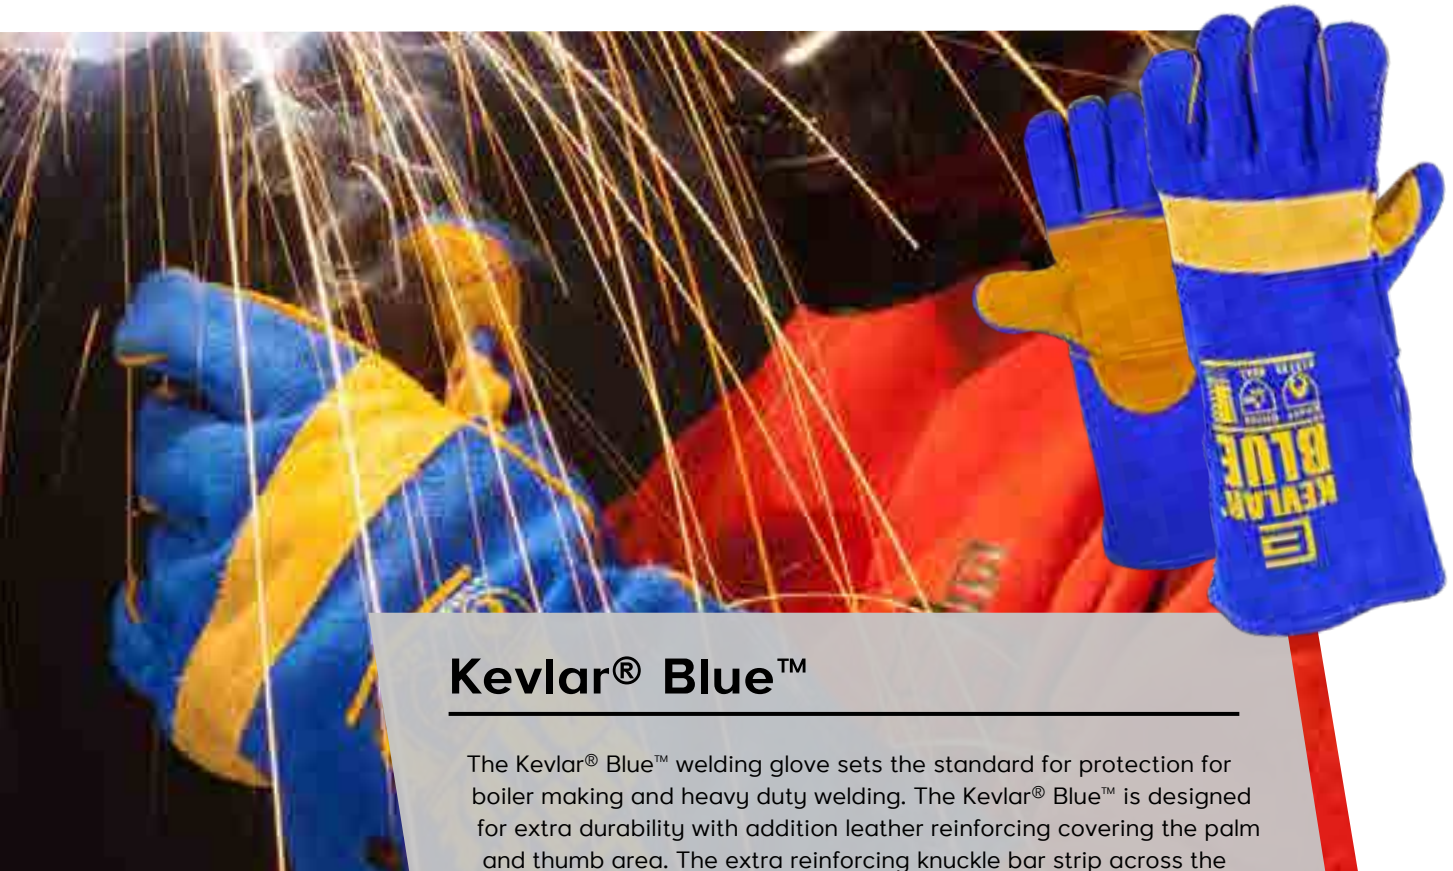 KEVLAR
BLUE
Kevlar® Blue™
The Kevlar® Blue™ welding glove sets the standard for protection for
boiler making and heavy duty welding. The Kevlar® Blue™ is designed
for extra durability with addition leather reinforcing covering the palm
and thumb area. The extra reinforcing knuckle bar strip across the